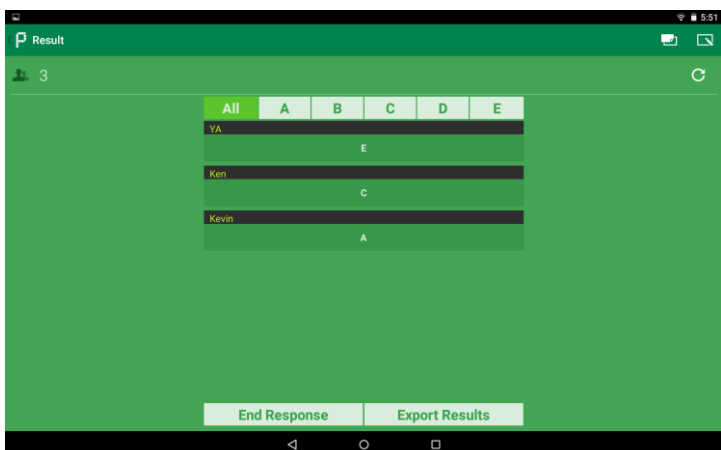 5:51
Result
3
All A B C D E
YA
E
Ken
C
Kevin
A
End Response Export Results